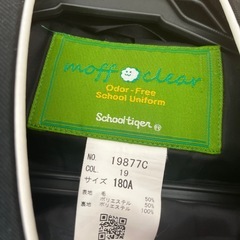 moff clear
Odor-Free
School Uniform
Schooltiger
NO 19877C
COL 19
サイズ 180A
表地 毛 50%
ポリエステル 50%
裏地 ポリエステル 100%